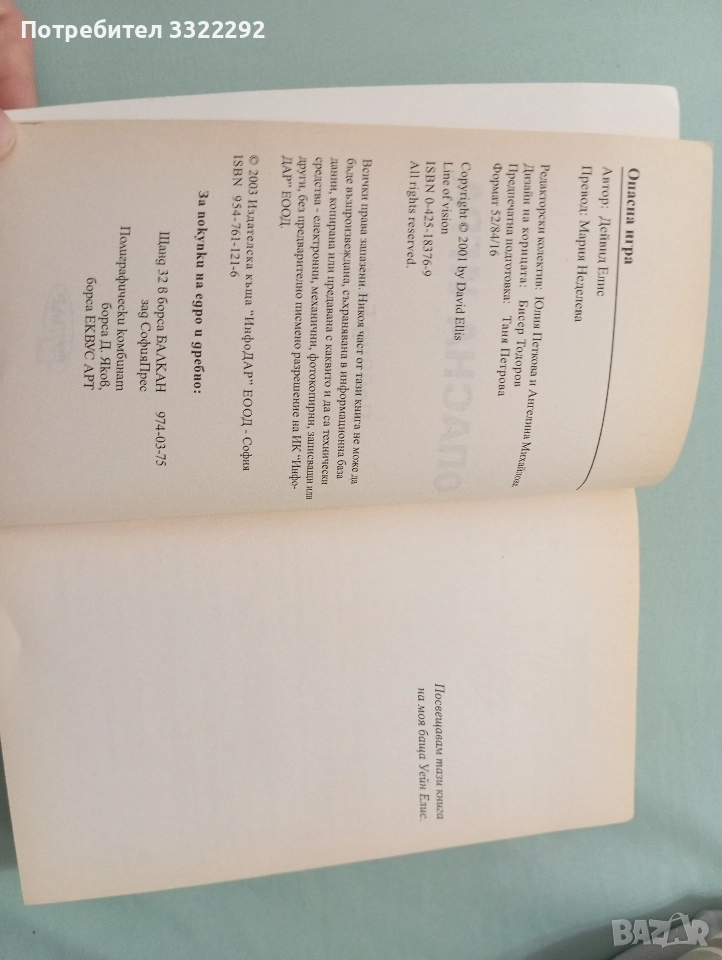 Потребител 3322292
Опасна игра
Автор: Дейвид Елис
Превод: Мария Неделева
Редакторски колектив: Юлия Петкова и Ангелина Михайлова
Дизайн на корицата: Бисер Тодоров
Предпечатна подготовка: Таня Петрова
Формат 52/84/16
Copyright © 2001 by David Ellis
Line of vision
ISBN 0-425-18376-9
All rights reserved.
Всички права запазени. Никоя част от тази книга не може да
бъде възпроизвеждана, съхранявана в информационна база
данни, копирана или предавана с каквито и да са технически
средства - електронни, механични, фотокопирни, записващи или
други, без предварително писмено разрешение на ИК "Инфо-
ДАР" ЕООД.
© 2003 Издателска къща "ИнфоДАР" ЕООД - София
ISBN 954-761-121-6
За покупки на едро и дребно:
Щанд 32 в борса БАЛКАН 974-03-75
зад СофияПрес
Полиграфически комбинат
борса Д. Яков,
борса ЕКВУС АРТ
Посвещавам тази книга
на моя баща Уейн Елис.
BAZAR